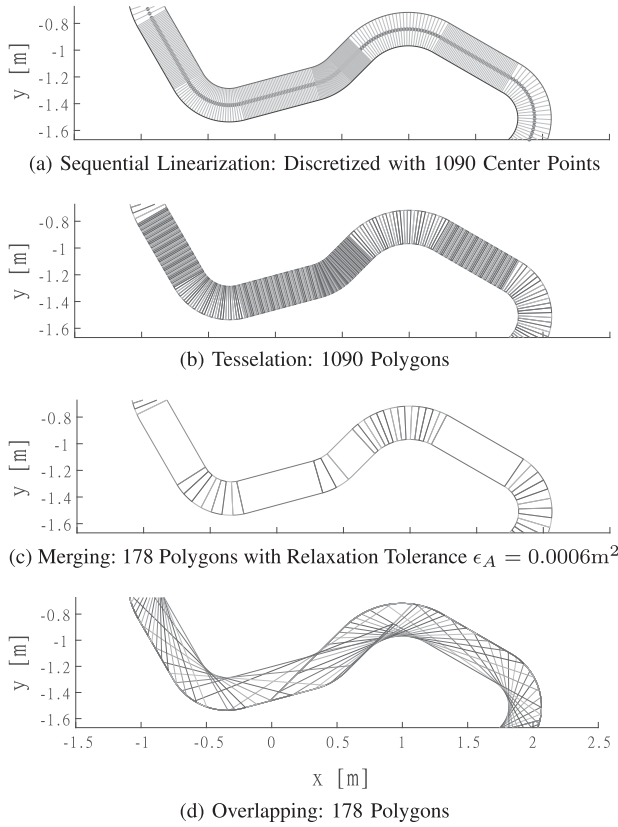 -0.8
-1
-1.2
-1.4
-1.6
y [m]
(a) Sequential Linearization: Discretized with 1090 Center Points
-0.8
-1
-1.2
-1.4
-1.6
y [m]
(b) Tesselation: 1090 Polygons
-0.8
-1
-1.2
-1.4
-1.6
y [m]
(c) Merging: 178 Polygons with Relaxation Tolerance ϵ_A = 0.0006m²
-0.8
-1
-1.2
-1.4
-1.6
y [m]
-1.5 -1 -0.5 0 0.5 1 1.5 2 2.5
x [m]
(d) Overlapping: 178 Polygons